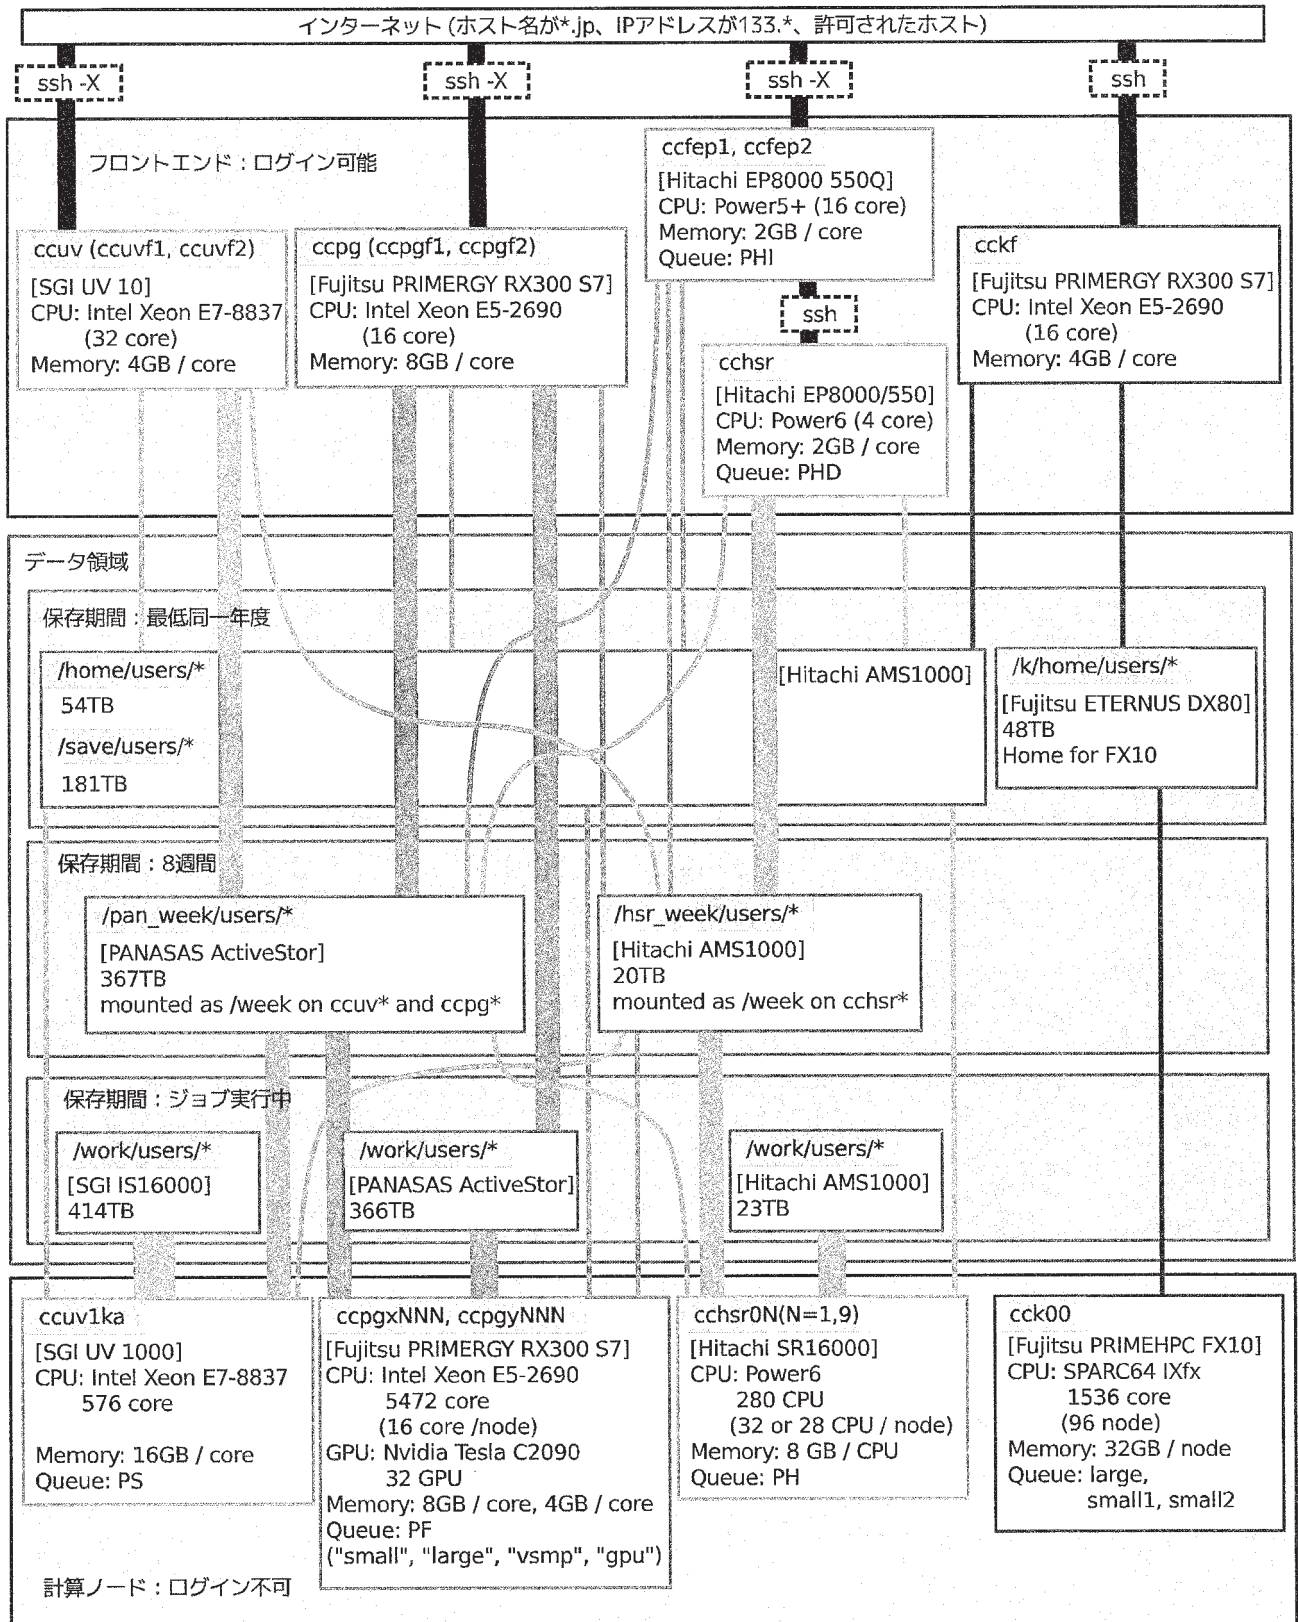 インターネット (ホスト名が*.jp、IPアドレスが133.*、許可されたホスト)
ssh -X
ssh -X
ssh -X
ssh
フロントエンド：ログイン可能
ccuv (ccuvf1, ccuvf2)
[SGI UV 10]
CPU: Intel Xeon E7-8837
(32 core)
Memory: 4GB / core
ccpg (ccpgf1, ccpgf2)
[Fujitsu PRIMERGY RX300 S7]
CPU: Intel Xeon E5-2690
(16 core)
Memory: 8GB / core
ccfep1, ccfep2
[Hitachi EP8000 550Q]
CPU: Power5+ (16 core)
Memory: 2GB / core
Queue: PHI
ssh
cchsr
[Hitachi EP8000/550]
CPU: Power6 (4 core)
Memory: 2GB / core
Queue: PHD
cckf
[Fujitsu PRIMERGY RX300 S7]
CPU: Intel Xeon E5-2690
(16 core)
Memory: 4GB / core
データ領域
保存期間：最低同一年度
/home/users/*
54TB
/save/users/*
181TB
[Hitachi AMS1000]
/k/home/users/*
[Fujitsu ETERNUS DX80]
48TB
Home for FX10
保存期間：8週間
/pan_week/users/*
[PANASAS ActiveStor]
367TB
mounted as /week on ccuv* and ccpg*
/hsr_week/users/*
[Hitachi AMS1000]
20TB
mounted as /week on cchsr*
保存期間：ジョブ実行中
/work/users/*
[SGI IS16000]
414TB
/work/users/*
[PANASAS ActiveStor]
366TB
/work/users/*
[Hitachi AMS1000]
23TB
ccuv1ka
[SGI UV 1000]
CPU: Intel Xeon E7-8837
576 core
Memory: 16GB / core
Queue: PS
ccpgxNNN, ccpgyNNN
[Fujitsu PRIMERGY RX300 S7]
CPU: Intel Xeon E5-2690
5472 core
(16 core /node)
GPU: Nvidia Tesla C2090
32 GPU
Memory: 8GB / core, 4GB / core
Queue: PF
("small", "large", "vsmp", "gpu")
cchsr0N(N=1,9)
[Hitachi SR16000]
CPU: Power6
280 CPU
(32 or 28 CPU / node)
Memory: 8 GB / CPU
Queue: PH
cck00
[Fujitsu PRIMEHPC FX10]
CPU: SPARC64 IXfx
1536 core
(96 node)
Memory: 32GB / node
Queue: large,
small1, small2
計算ノード：ログイン不可